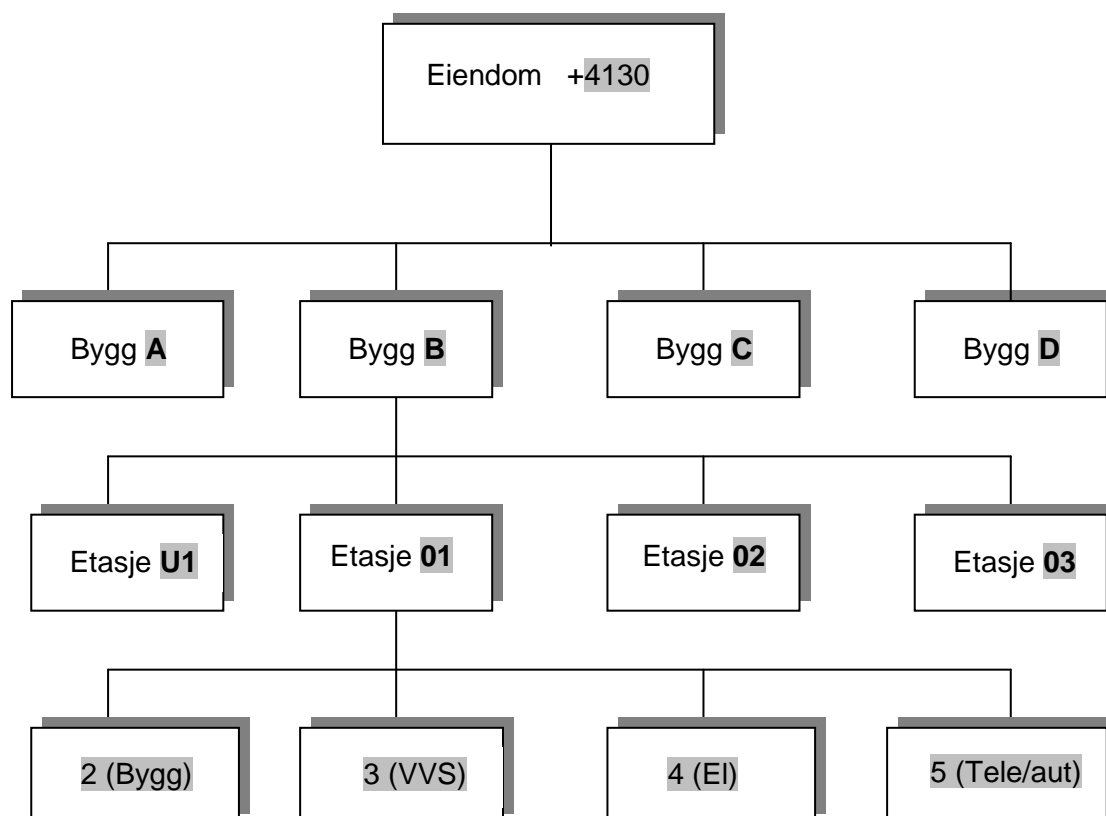 Eiendom +4130
Bygg A
Bygg B
Bygg C
Bygg D
Etasje U1
Etasje 01
Etasje 02
Etasje 03
2 (Bygg)
3 (VVS)
4 (El)
5 (Tele/aut)